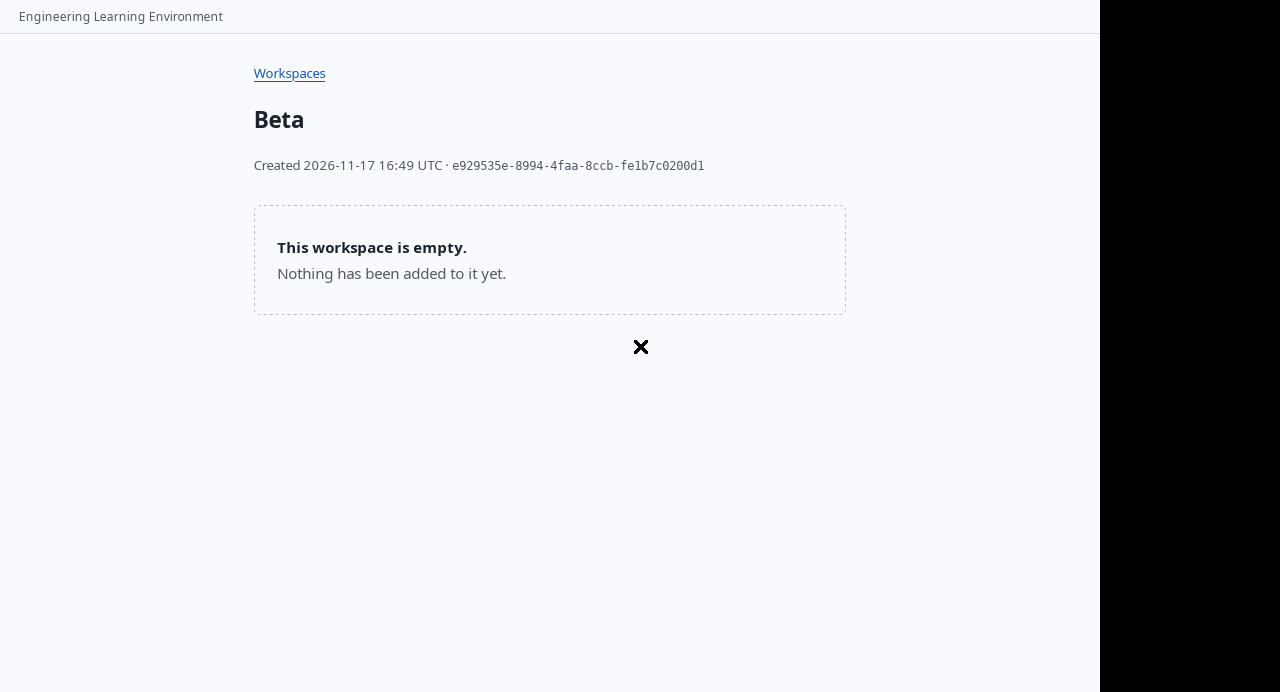 Engineering Learning Environment
Workspaces
Beta
Created 2026-11-17 16:49 UTC · e929535e-8994-4faa-8ccb-fe1b7c0200d1
This workspace is empty.
Nothing has been added to it yet.